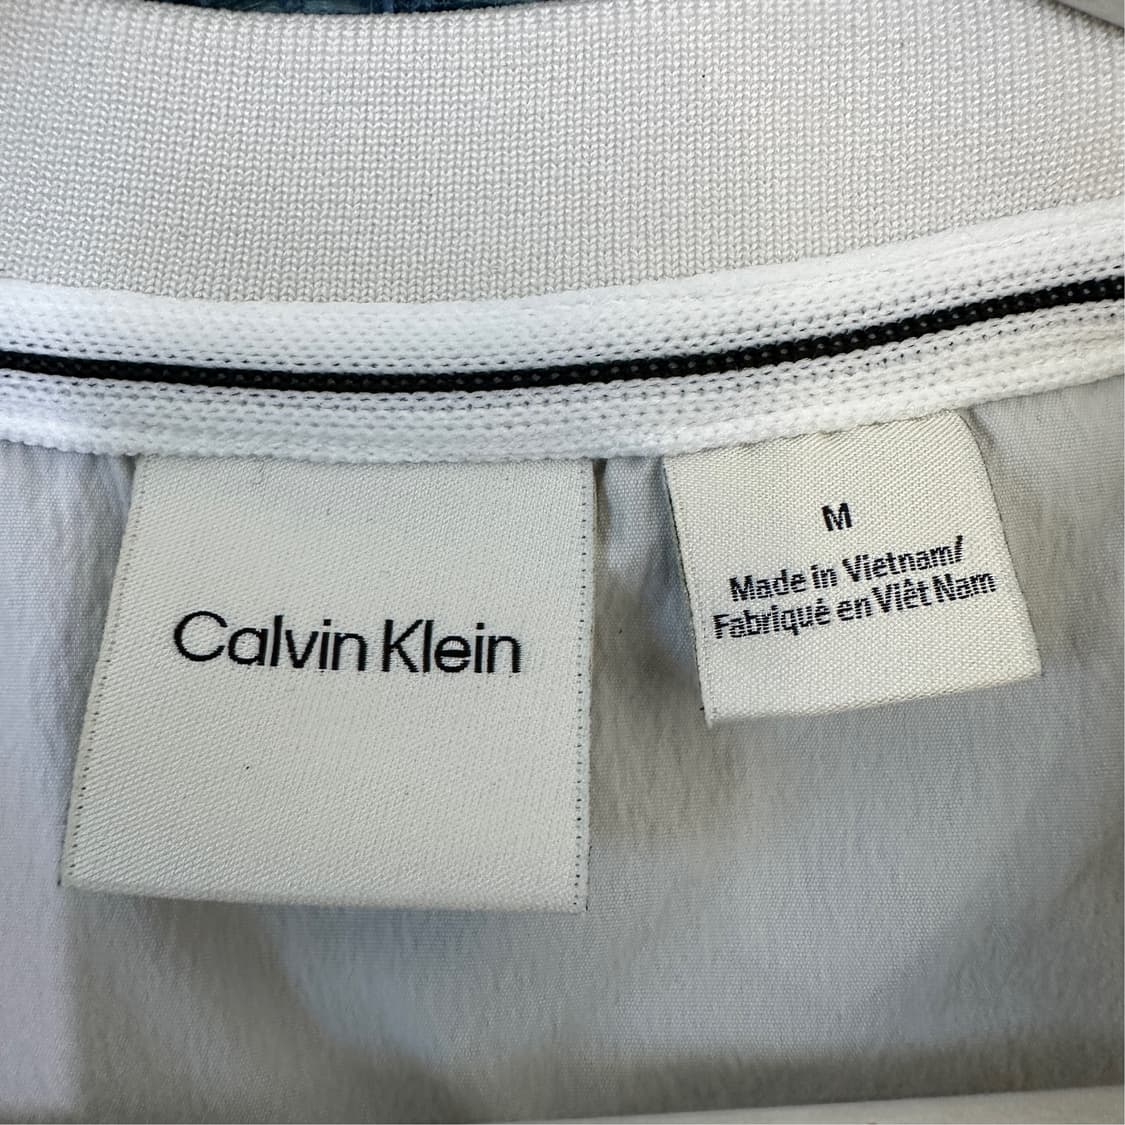 Calvin Klein
M
Made in Vietnam/
Fabriqué en Viêt Nam